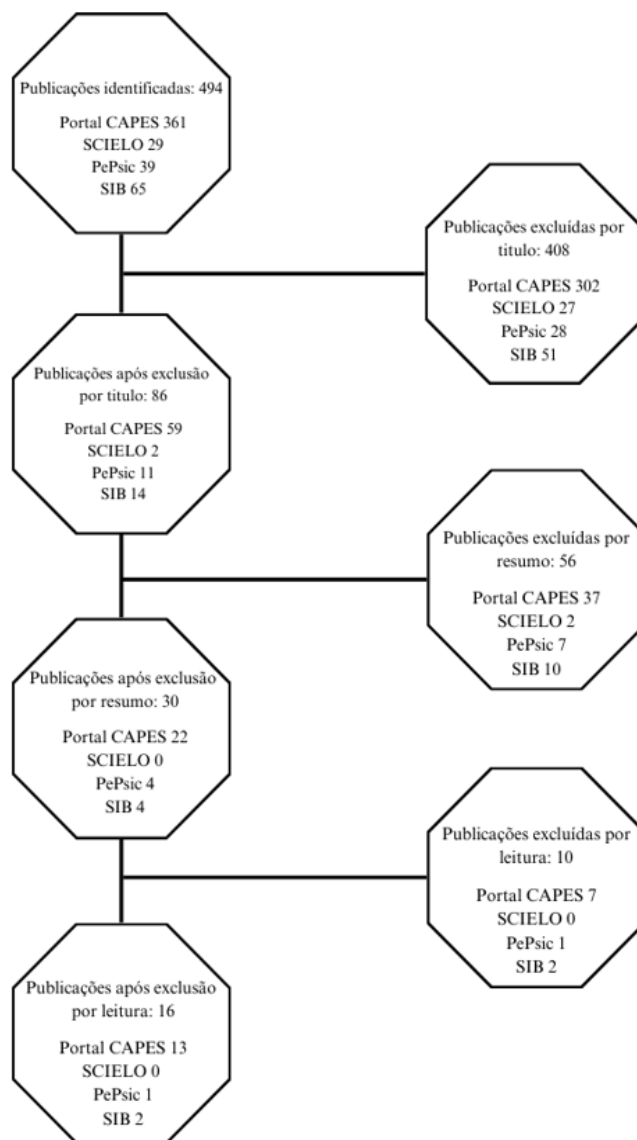 Publicações identificadas: 494
Portal CAPES 361
SCIELO 29
PePsic 39
SIB 65
Publicações excluídas por
titulo: 408
Portal CAPES 302
SCIELO 27
PePsic 28
SIB 51
Publicações após exclusão
por titulo: 86
Portal CAPES 59
SCIELO 2
PePsic 11
SIB 14
Publicações excluídas por
resumo: 56
Portal CAPES 37
SCIELO 2
PePsic 7
SIB 10
Publicações após exclusão
por resumo: 30
Portal CAPES 22
SCIELO 0
PePsic 4
SIB 4
Publicações excluídas por
leitura: 10
Portal CAPES 7
SCIELO 0
PePsic 1
SIB 2
Publicações após exclusão
por leitura: 16
Portal CAPES 13
SCIELO 0
PePsic 1
SIB 2